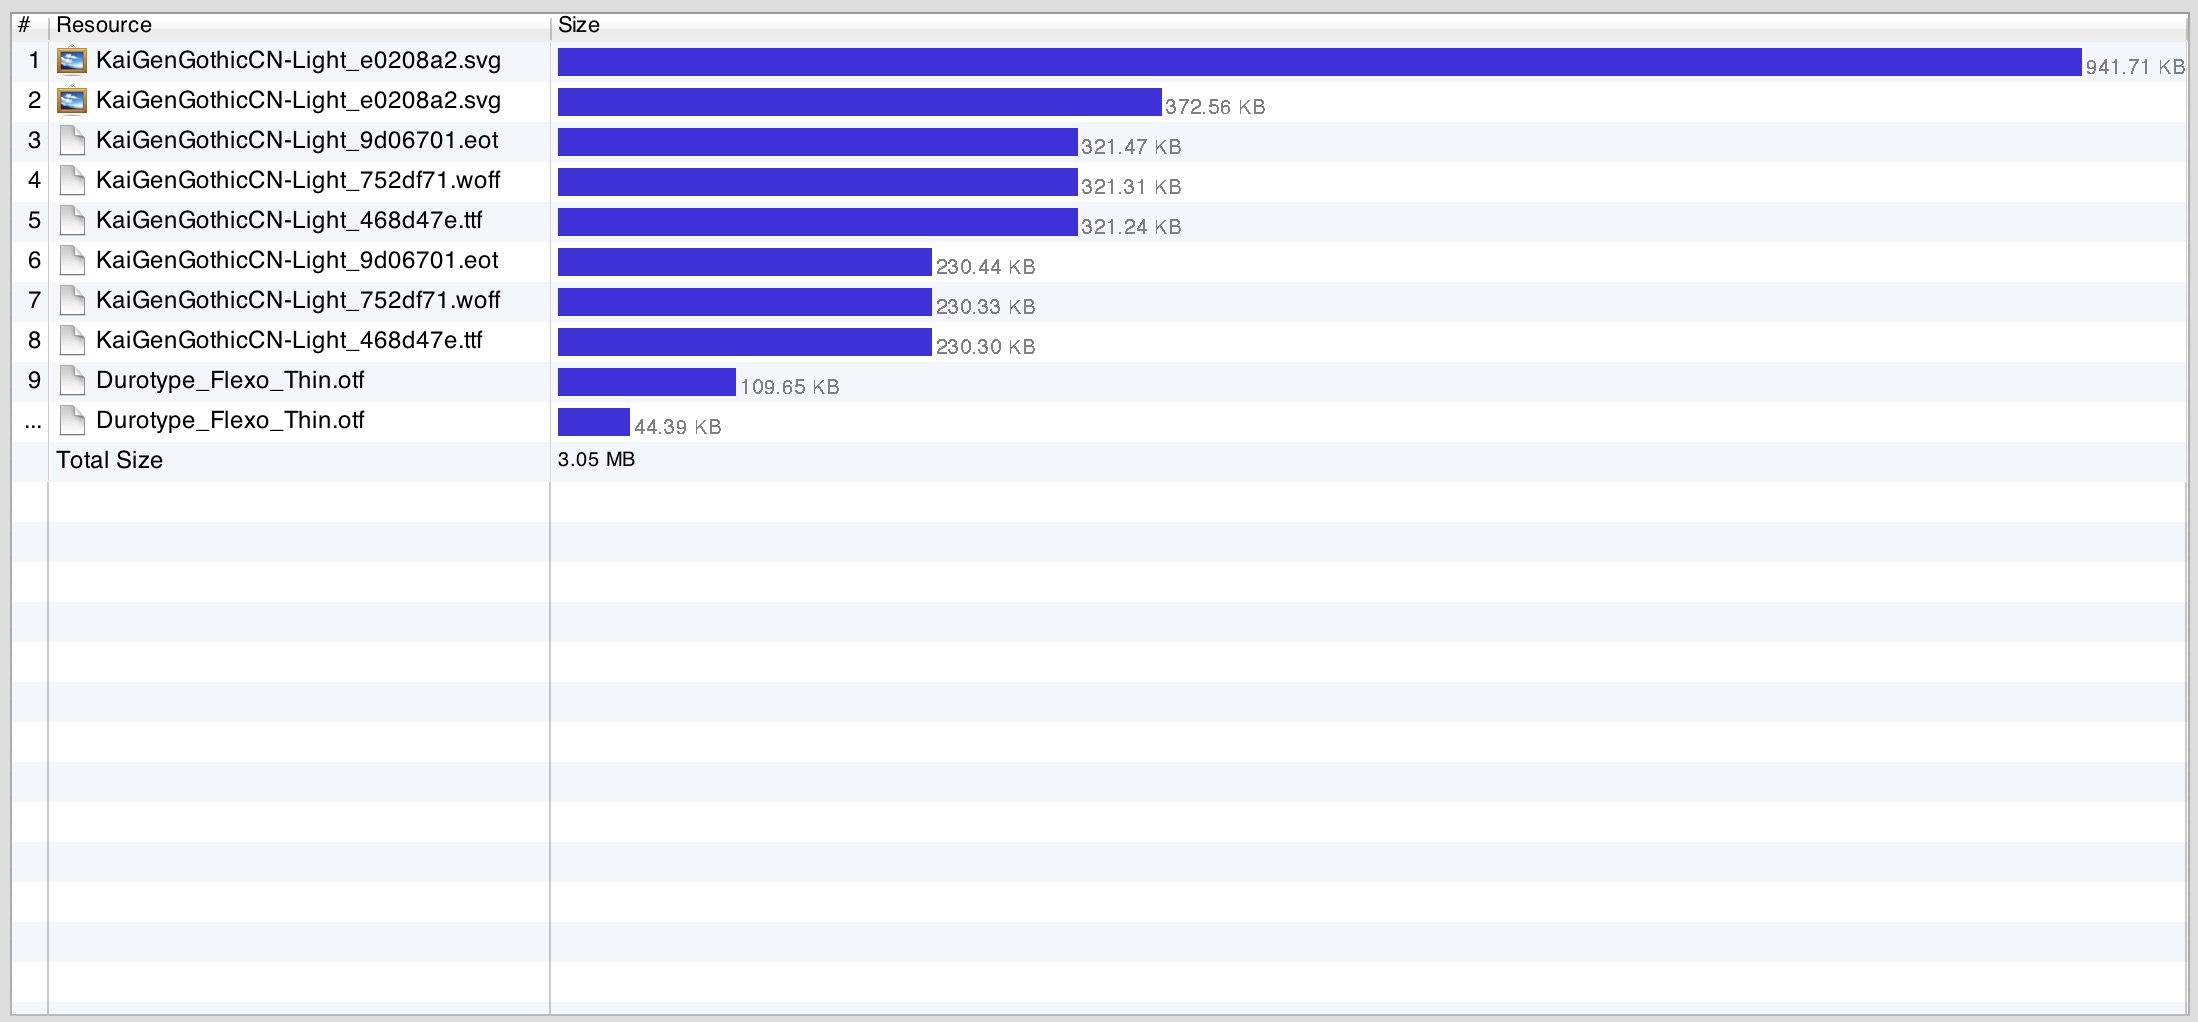 # Resource Size
1 KaiGenGothicCN-Light_e0208a2.svg 941.71 KB
2 KaiGenGothicCN-Light_e0208a2.svg 372.56 KB
3 KaiGenGothicCN-Light_9d06701.eot 321.47 KB
4 KaiGenGothicCN-Light_752df71.woff 321.31 KB
5 KaiGenGothicCN-Light_468d47e.ttf 321.24 KB
6 KaiGenGothicCN-Light_9d06701.eot 230.44 KB
7 KaiGenGothicCN-Light_752df71.woff 230.33 KB
8 KaiGenGothicCN-Light_468d47e.ttf 230.30 KB
9 Durotype_Flexo_Thin.otf 109.65 KB
... Durotype_Flexo_Thin.otf 44.39 KB
Total Size 3.05 MB